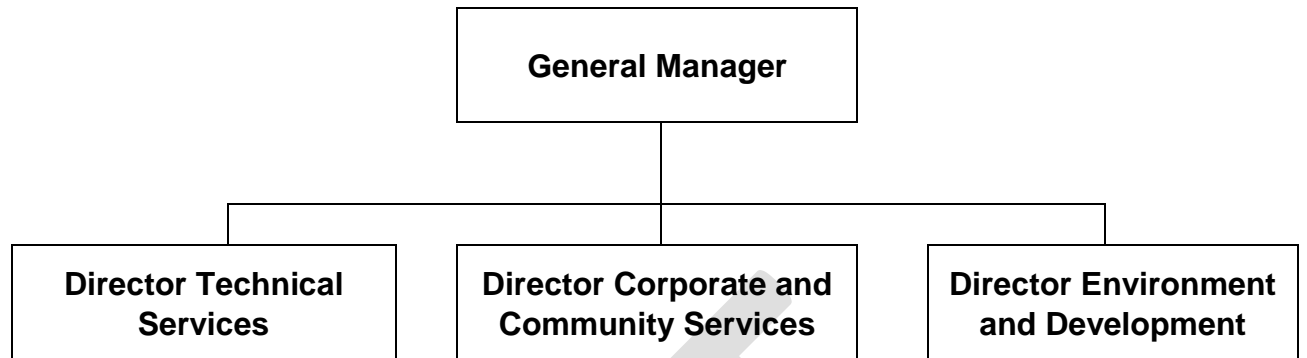 General Manager
Director Technical
Services
Director Corporate and
Community Services
Director Environment
and Development